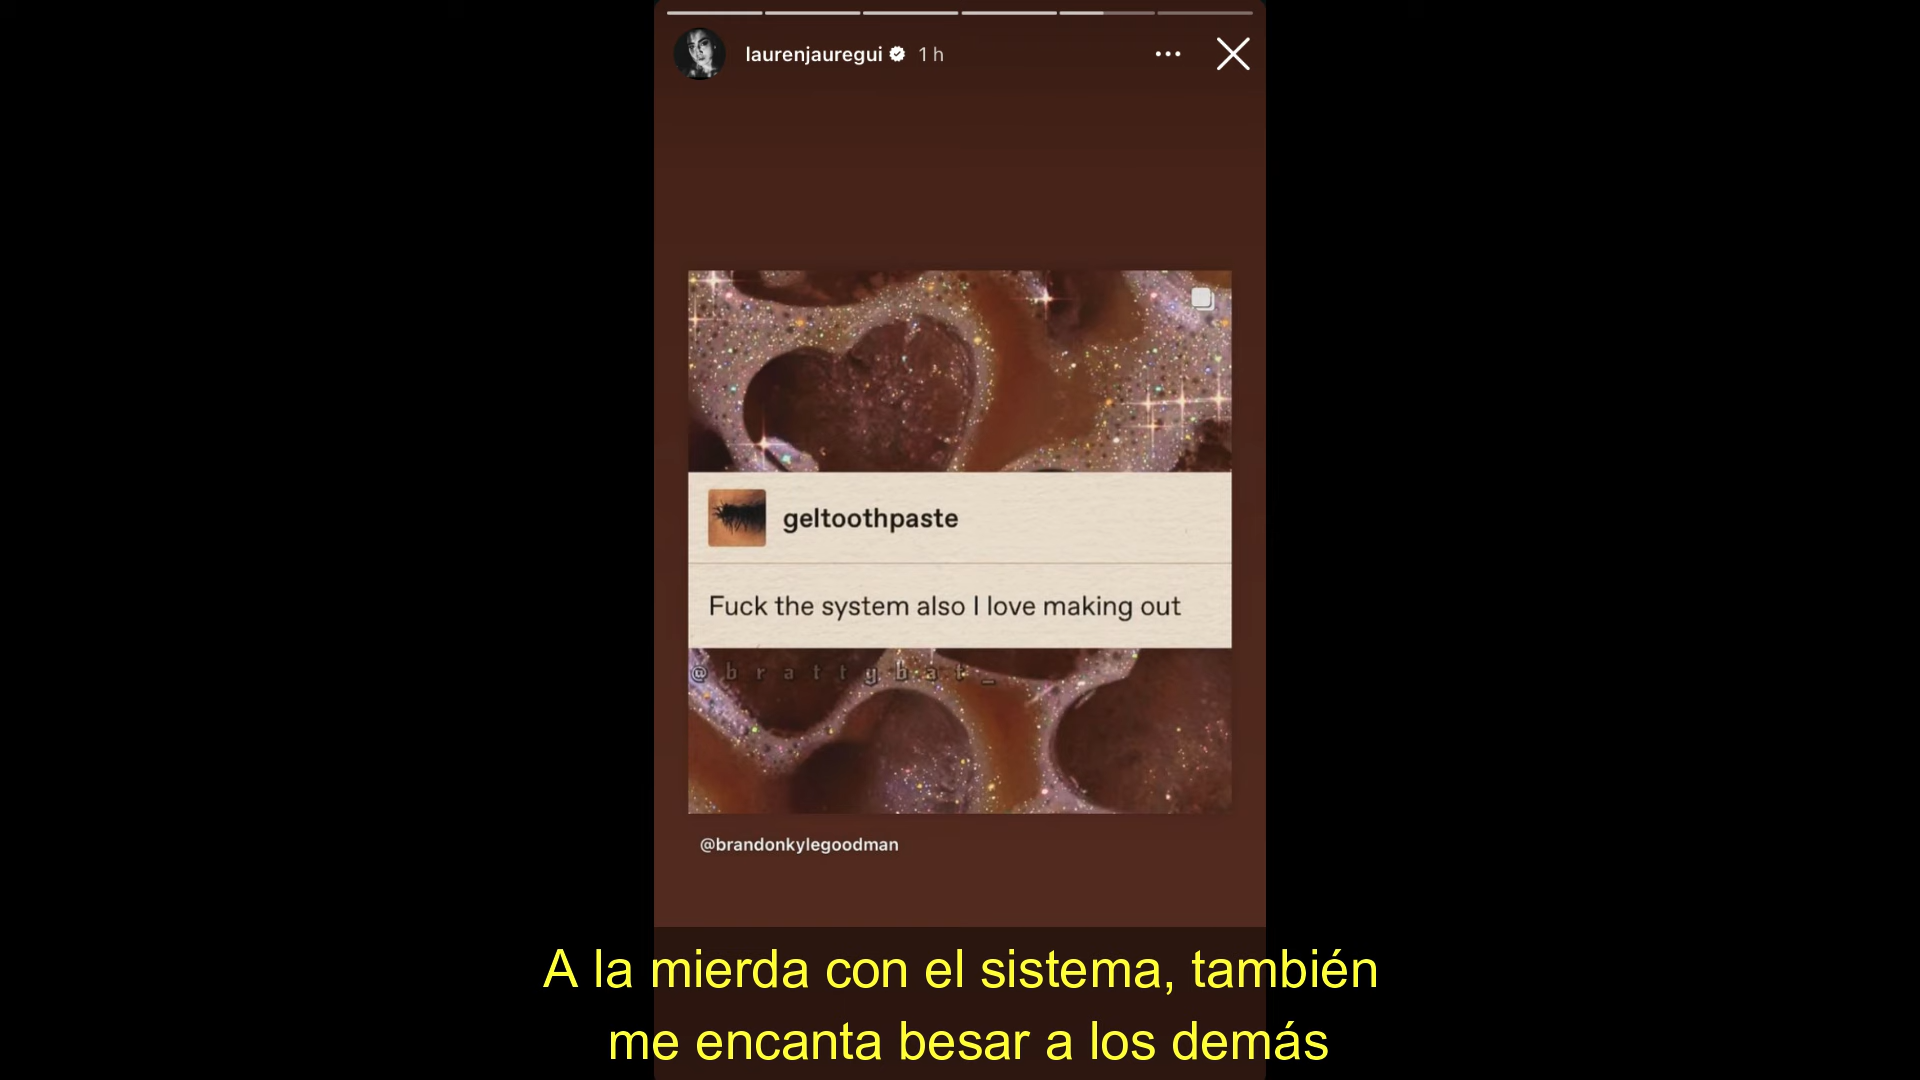 laurenjauregui 1 h
geltoothpaste
Fuck the system also I love making out
@brattybat_
@brandonkylegoodman
A la mierda con el sistema, también
me encanta besar a los demás